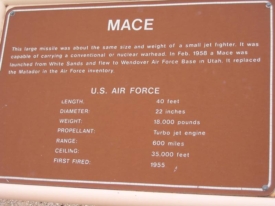 MACE
This large missile was about the same size and weight of a small jet fighter. It was
capable of carrying a conventional or nuclear warhead. In Feb. 1958 a Mace was
launched from White Sands and flew to Wendover Air Force Base in Utah. It replaced
the Matador in the Air Force inventory.
U.S. AIR FORCE
LENGTH: 40 feet
DIAMETER: 22 inches
WEIGHT 18,000 pounds
PROPELLANT: Turbo jet engine
RANGE: 600 miles
CEILING: 35,000 feet
FIRST FIRED: 1955